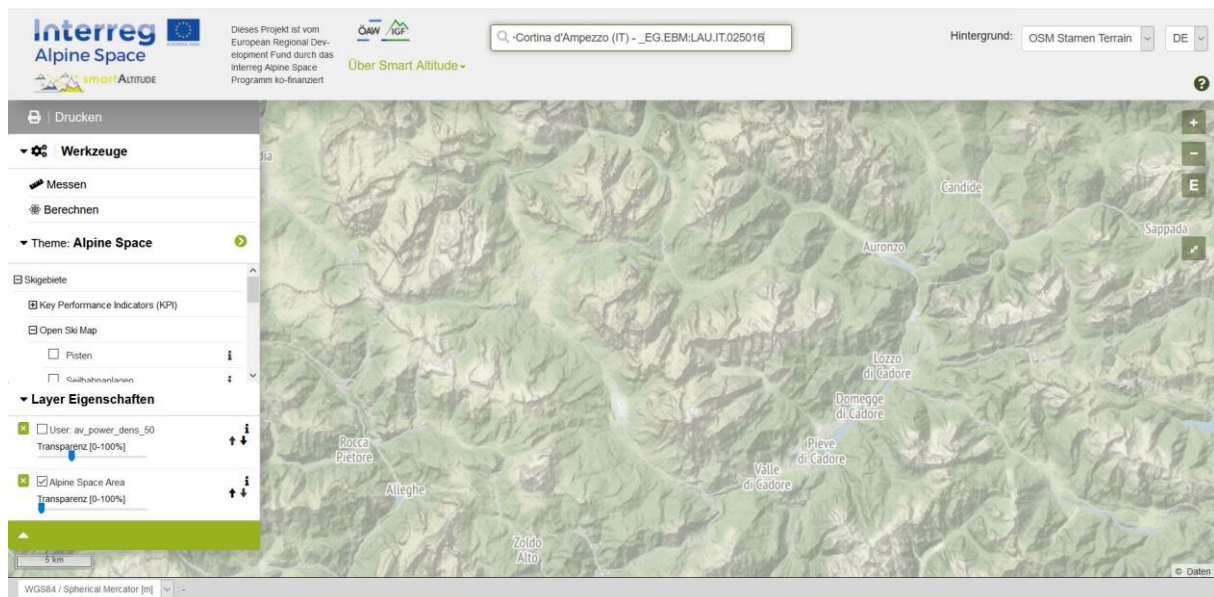 Interreg
Alpine Space
smartALTITUDE
EUROPEAN UNION
Dieses Projekt ist vom
European Regional Dev-
elopment Fund durch das
Interreg Alpine Space
Programm ko-finanziert
ÖAW IGF
Über Smart Altitude
Cortina d'Ampezzo (IT) - _EG.EBM:LAU.IT.025016
Hintergrund: OSM Stamen Terrain DE
?
Drucken
Werkzeuge
Messen
Berechnen
Theme: Alpine Space
Skigebiete
Key Performance Indicators (KPI)
Open Ski Map
Pisten i
Seilbahnanlagen i
Layer Eigenschaften
User: av_power_dens_50 i
Transparenz [0-100%]
Alpine Space Area i
Transparenz [0-100%]
+
−
E
dia
Candide
Sappada
Auronzo
Lozzo
di Cadore
Domegge
di Cadore
Pieve
di Cadore
Valle
di Cadore
Rocca
Pietore
Alleghe
Zoldo
Alto
5 km
© Daten
WGS84 / Spherical Mercator [m] -